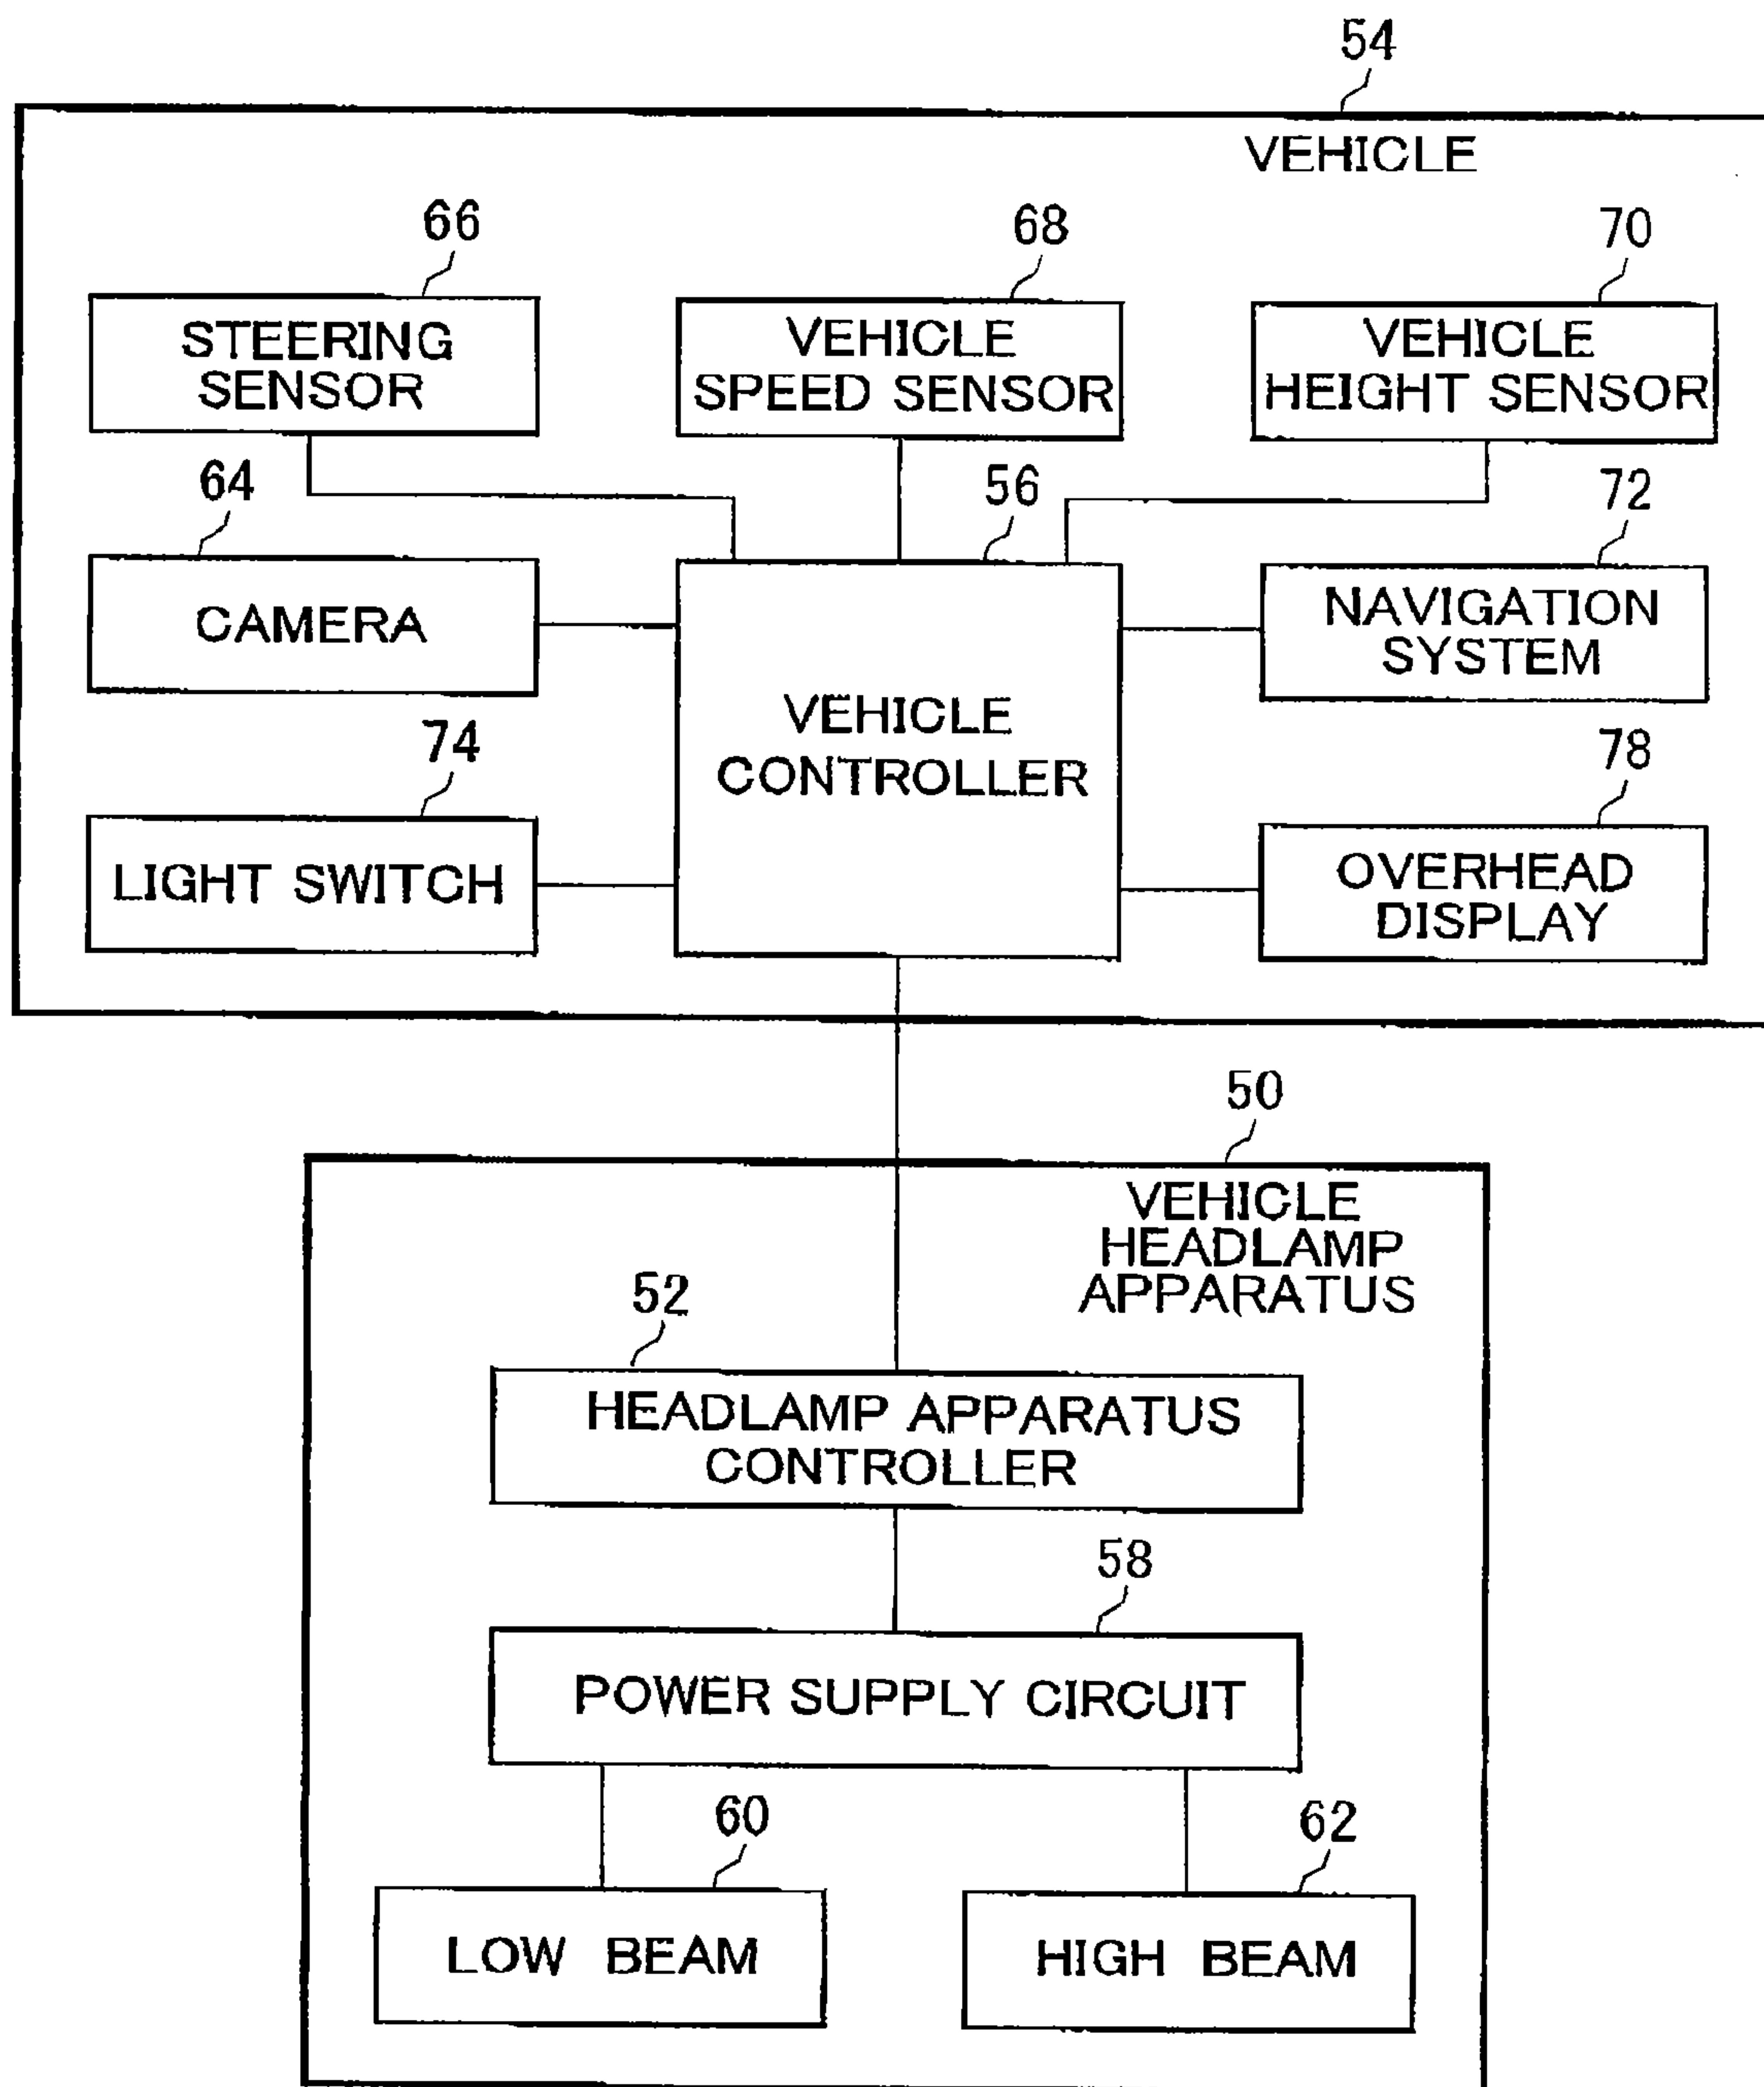 54
VEHICLE
66
68
70
STEERING
SENSOR
VEHICLE
SPEED SENSOR
VEHICLE
HEIGHT SENSOR
64
56
72
CAMERA
VEHICLE
CONTROLLER
NAVIGATION
SYSTEM
74
78
LIGHT SWITCH
OVERHEAD
DISPLAY
50
VEHICLE
HEADLAMP
APPARATUS
52
HEADLAMP APPARATUS
CONTROLLER
58
POWER SUPPLY CIRCUIT
60
62
LOW BEAM
HIGH BEAM